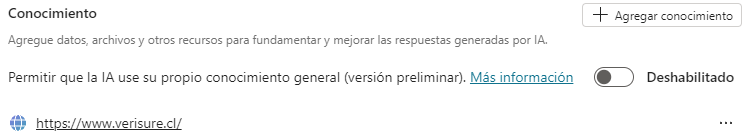 Conocimiento
Agregar conocimiento
Agregue datos, archivos y otros recursos para fundamentar y mejorar las respuestas generadas por IA.
Permitir que la IA use su propio conocimiento general (versión preliminar). Más información
Deshabilitado
https://www.verisure.cl/